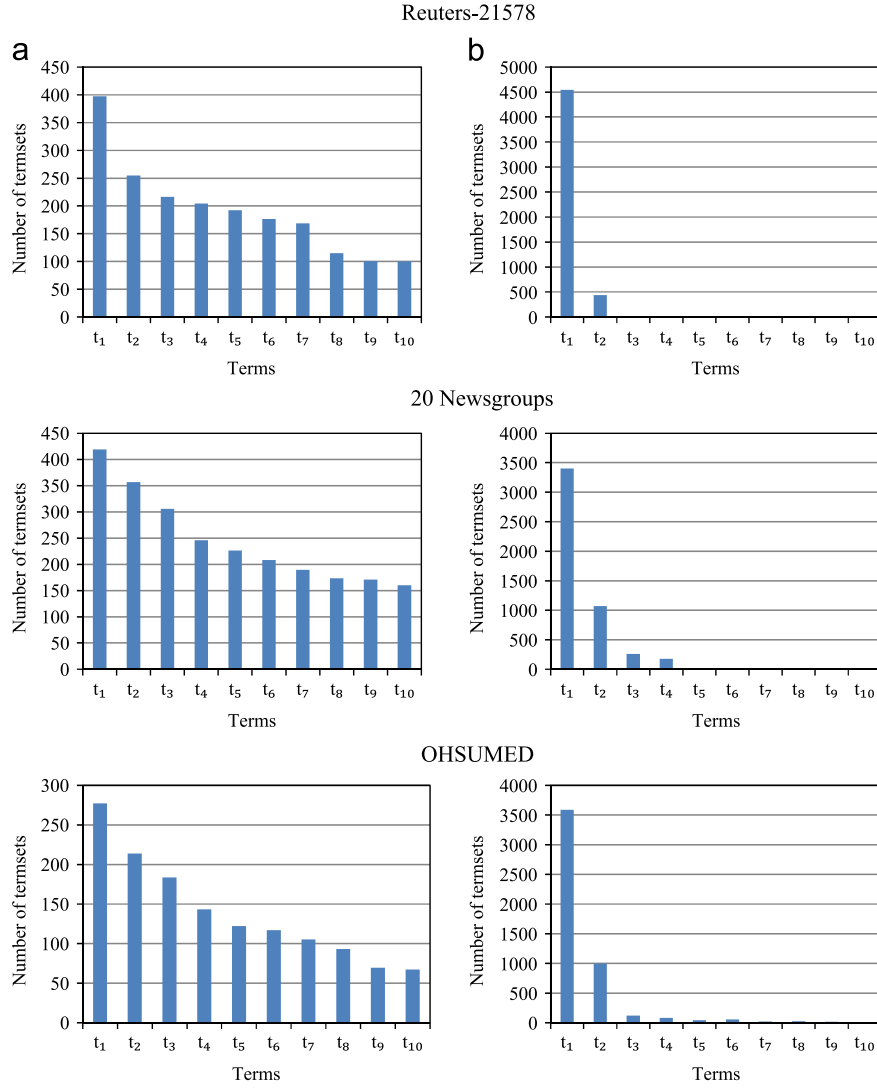 Reuters-21578
a
b
Number of termsets
450
400
350
300
250
200
150
100
50
0
t₁ t₂ t₃ t₄ t₅ t₆ t₇ t₈ t₉ t₁₀
Terms
Number of termsets
5000
4500
4000
3500
3000
2500
2000
1500
1000
500
0
t₁ t₂ t₃ t₄ t₅ t₆ t₇ t₈ t₉ t₁₀
Terms
20 Newsgroups
Number of termsets
450
400
350
300
250
200
150
100
50
0
t₁ t₂ t₃ t₄ t₅ t₆ t₇ t₈ t₉ t₁₀
Terms
Number of termsets
4000
3500
3000
2500
2000
1500
1000
500
0
t₁ t₂ t₃ t₄ t₅ t₆ t₇ t₈ t₉ t₁₀
Terms
OHSUMED
Number of termsets
300
250
200
150
100
50
0
t₁ t₂ t₃ t₄ t₅ t₆ t₇ t₈ t₉ t₁₀
Terms
Number of termsets
4000
3500
3000
2500
2000
1500
1000
500
0
t₁ t₂ t₃ t₄ t₅ t₆ t₇ t₈ t₉ t₁₀
Terms